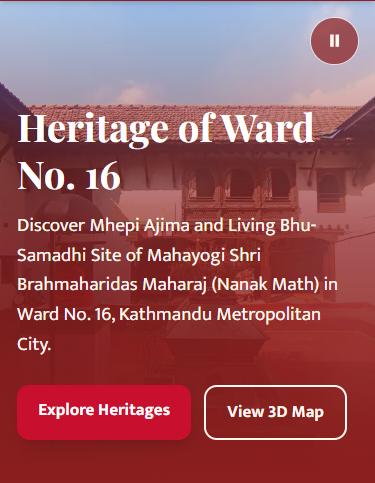 Heritage of Ward
No. 16
Discover Mhepi Ajima and Living Bhu-
Samadhi Site of Mahayogi Shri
Brahmaharidas Maharaj (Nanak Math) in
Ward No. 16, Kathmandu Metropolitan
City.
Explore Heritages
View 3D Map